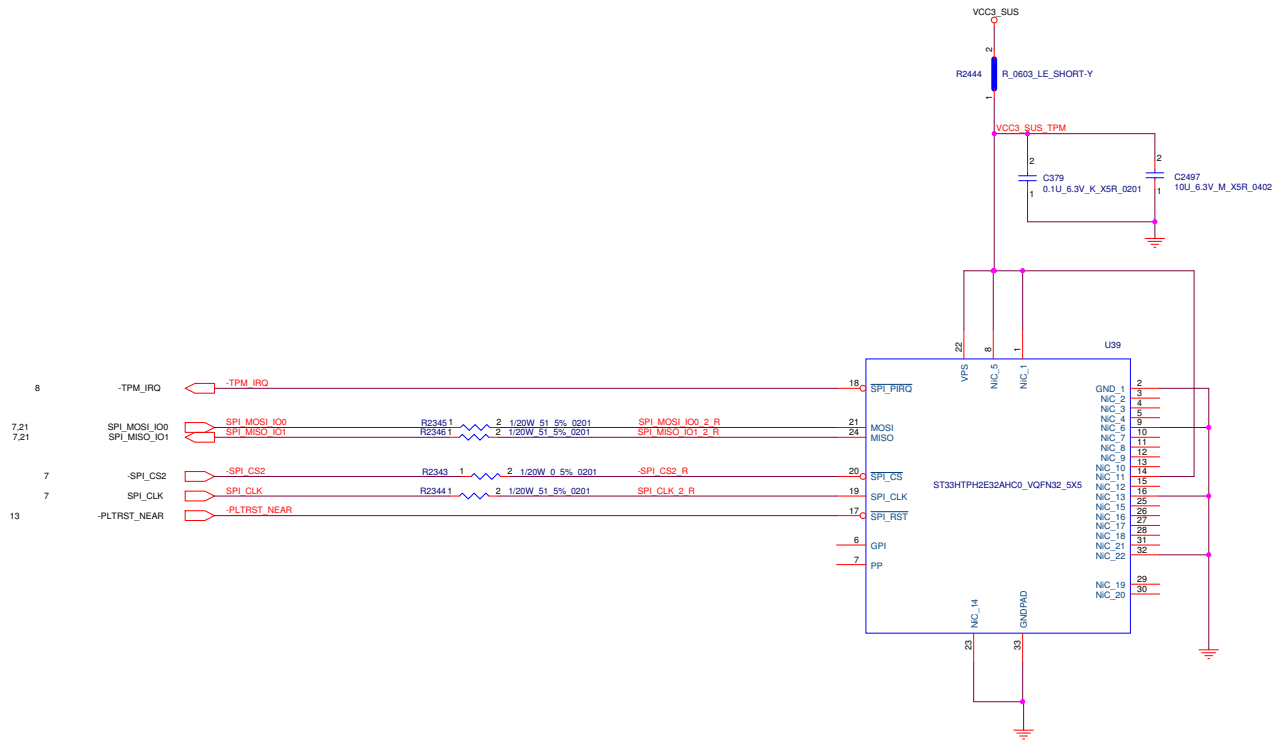 VCC3_SUS
2
R2444 R_0603_LE_SHORT-Y
1
VCC3_SUS_TPM
2
C379
0.1U_6.3V_K_X5R_0201
1
2
C2497
10U_6.3V_M_X5R_0402
1
U39
22 8 1
VPS NiC_5 NiC_1
8 -TPM_IRQ -TPM_IRQ 18 SPI_PIRQ
7,21 SPI_MOSI_IO0 SPI_MOSI_IO0 R2345 1 2 1/20W_51_5%_0201 SPI_MOSI_IO0_2_R 21 MOSI
7,21 SPI_MISO_IO1 SPI_MISO_IO1 R2346 1 2 1/20W_51_5%_0201 SPI_MISO_IO1_2_R 24 MISO
7 -SPI_CS2 -SPI_CS2 R2343 1 2 1/20W_0_5%_0201 -SPI_CS2_R 20 SPI_CS
7 SPI_CLK SPI_CLK R2344 1 2 1/20W_51_5%_0201 SPI_CLK_2_R 19 SPI_CLK
13 -PLTRST_NEAR -PLTRST_NEAR 17 SPI_RST
6 GPI
7 PP
ST33HTPH2E32AHC0_VQFN32_5X5
GND_1 2
NiC_2 3
NiC_3 4
NiC_4 5
NiC_6 9
NiC_7 10
NiC_8 11
NiC_9 12
NiC_10 13
NiC_11 14
NiC_12 15
NiC_13 16
NiC_15 25
NiC_16 26
NiC_17 27
NiC_18 28
NiC_21 31
NiC_22 32
NiC_19 29
NiC_20 30
NiC_14 GNDPAD
23 33